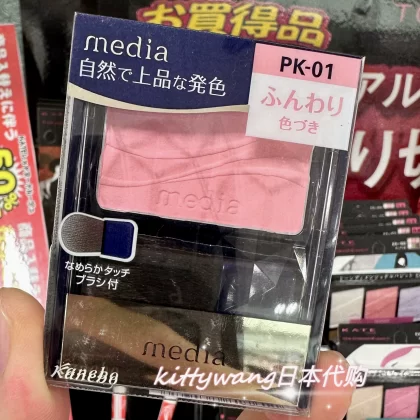 お買得品
media
自然で上品な発色
PK-01
ふんわり
色づき
media
なめらかタッチ
ブラシ付
media
Kanebo
kittywang日本代购
50%
KATE